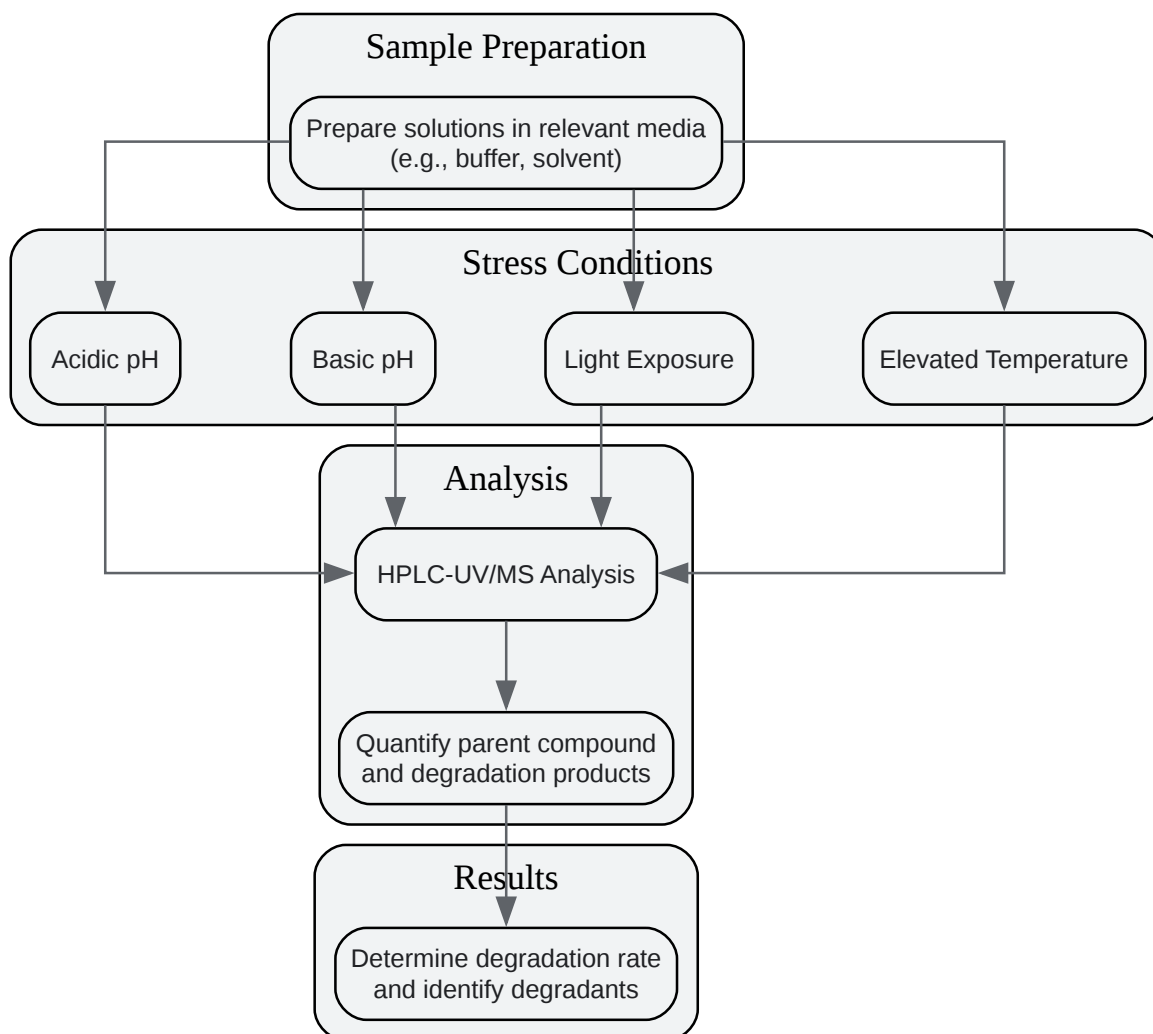 Sample Preparation
Prepare solutions in relevant media
(e.g., buffer, solvent)
Stress Conditions
Acidic pH
Basic pH
Light Exposure
Elevated Temperature
Analysis
HPLC-UV/MS Analysis
Quantify parent compound
and degradation products
Results
Determine degradation rate
and identify degradants